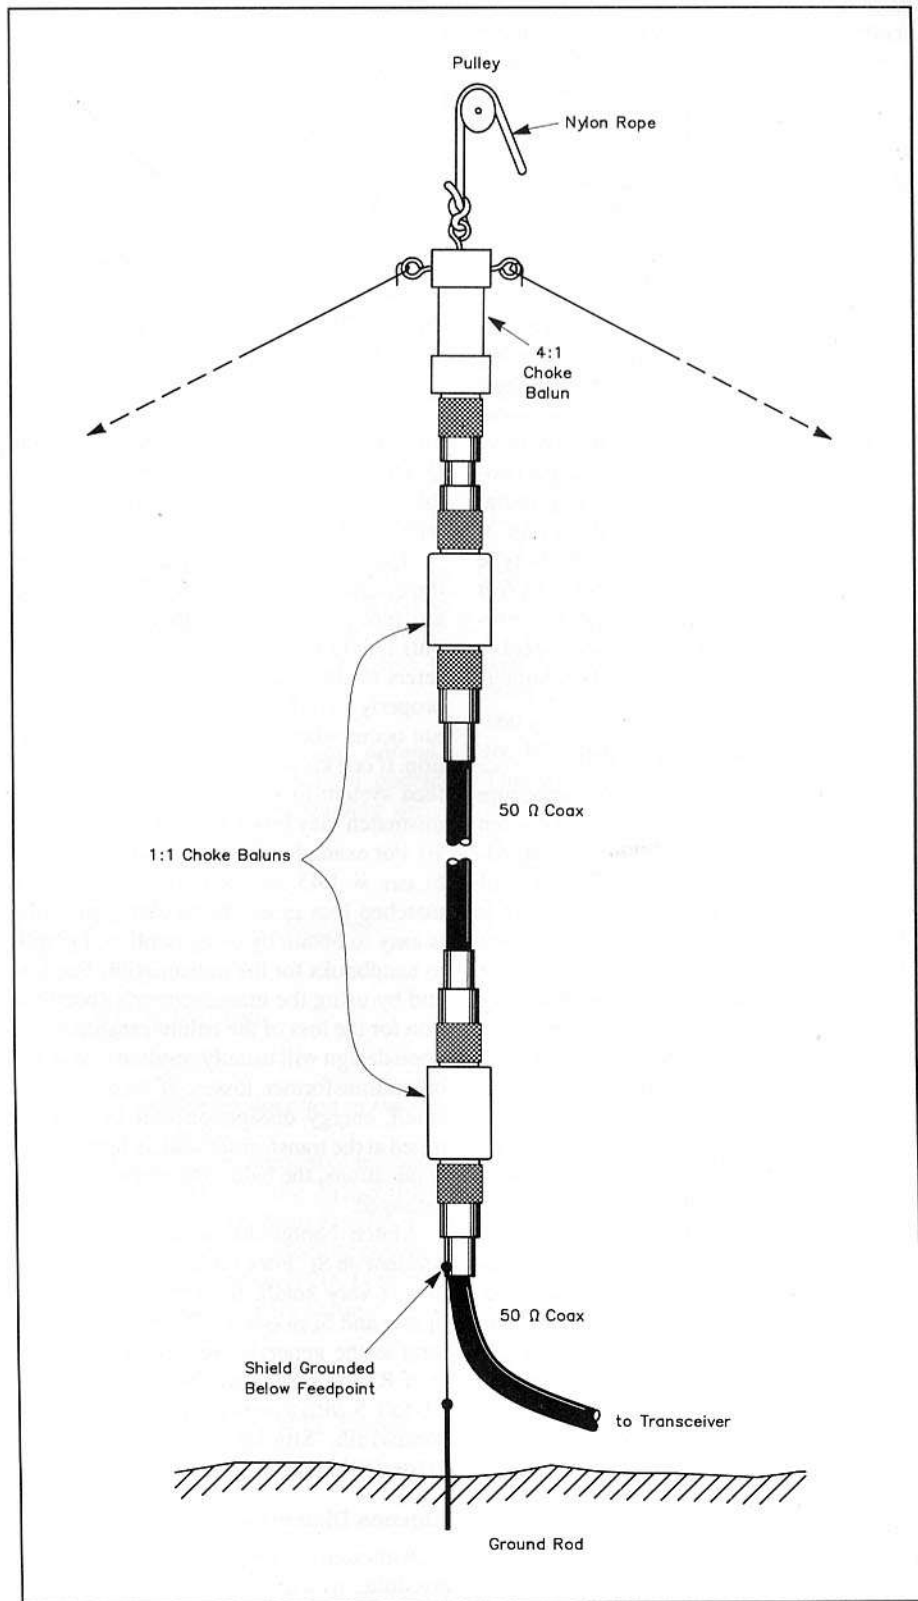 Pulley
Nylon Rope
4:1
Choke
Balun
50 Ω Coax
1:1 Choke Baluns
50 Ω Coax
Shield Grounded
Below Feedpoint
to Transceiver
Ground Rod